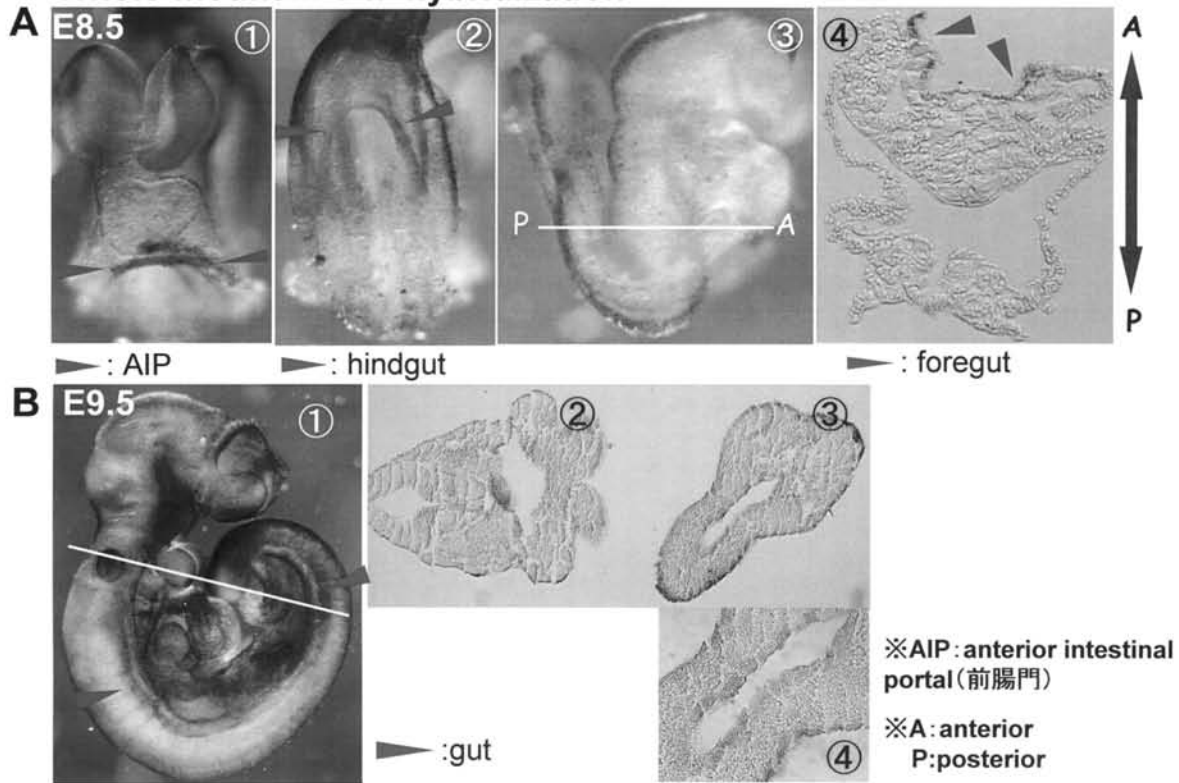 A E8.5 ① ② ③ ④ A
P A
P
: AIP : hindgut : foregut
B E9.5 ① ② ③
④
:gut
※AIP:anterior intestinal
portal(前腸門)
※A:anterior
P:posterior